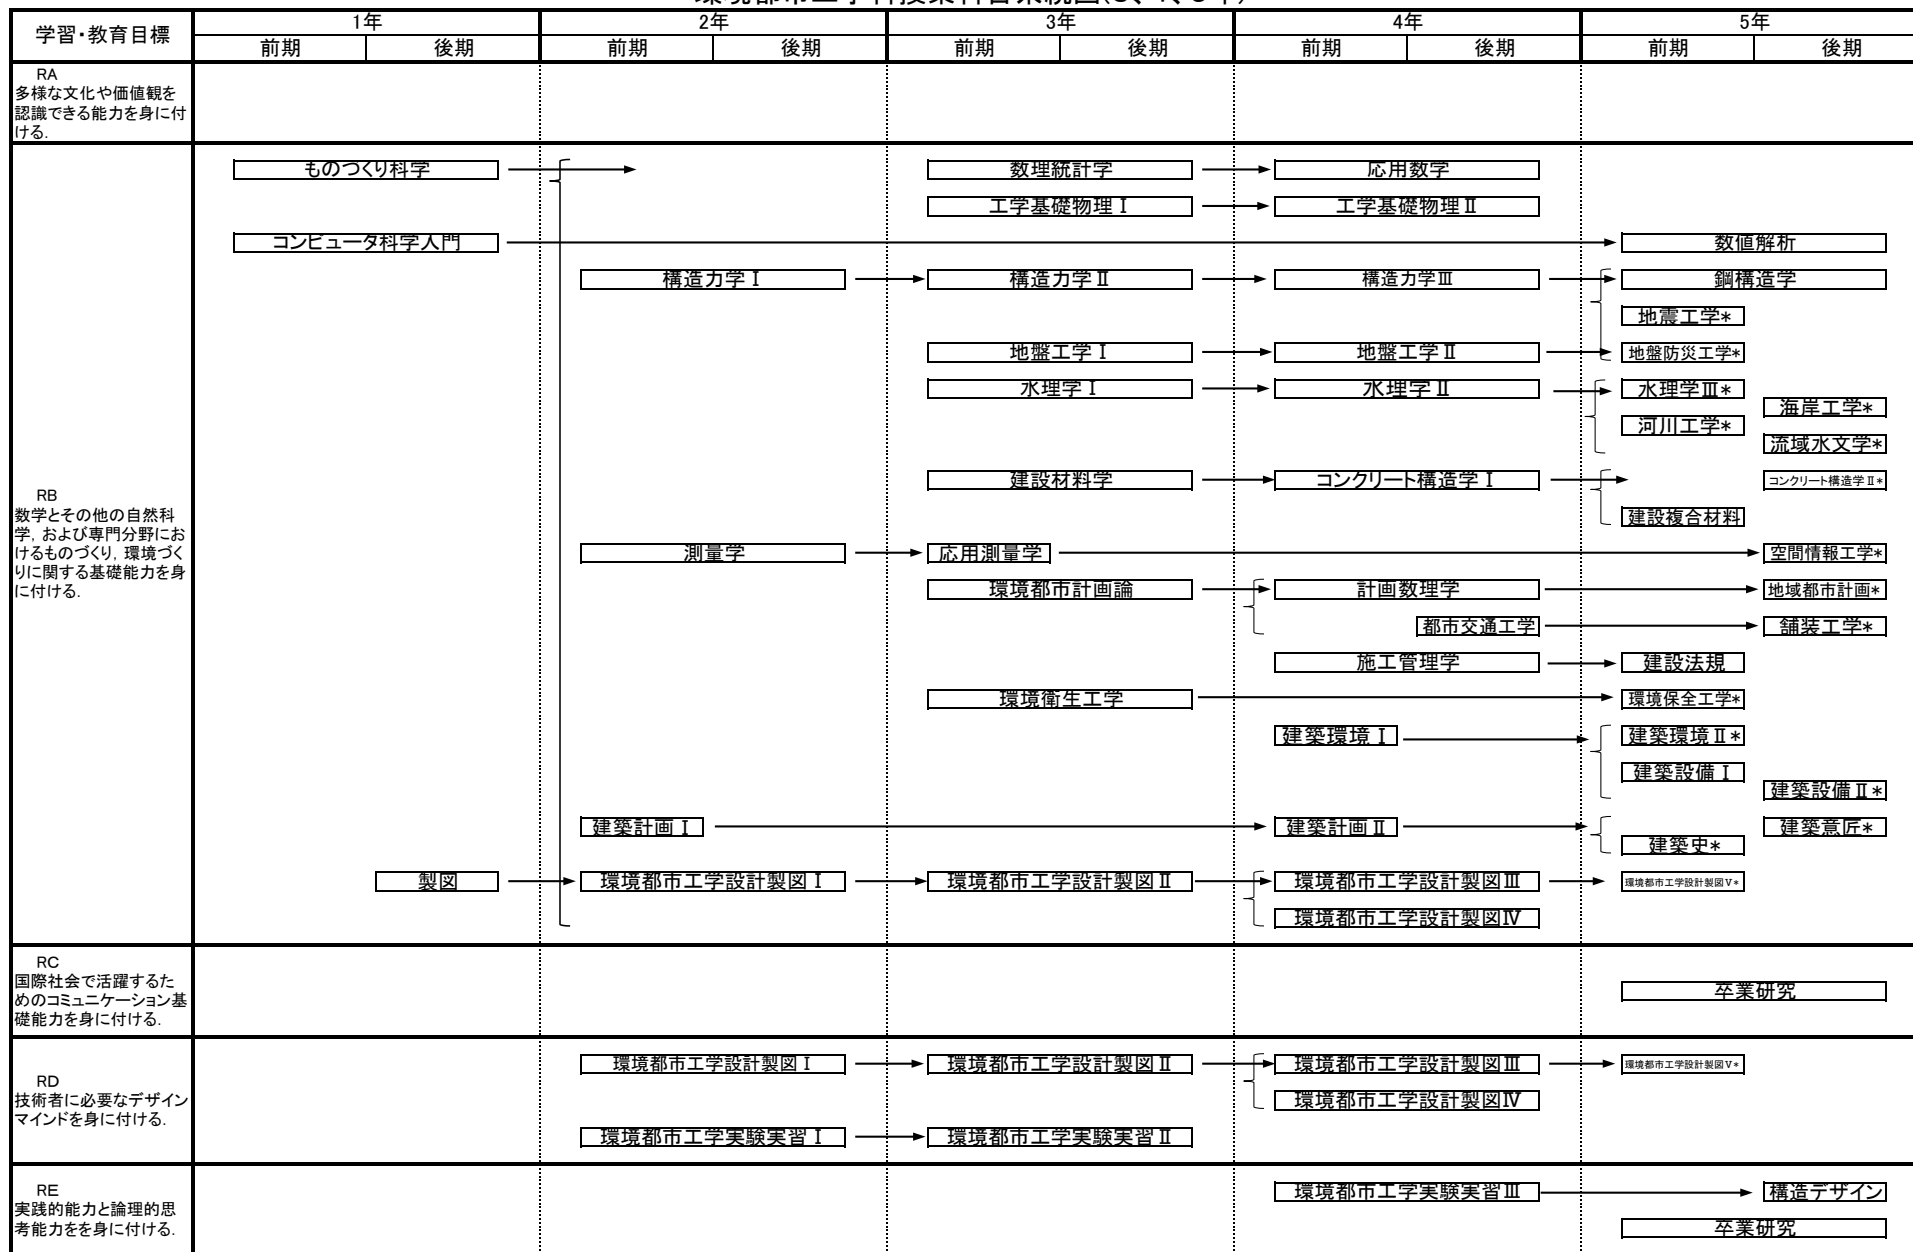 学習・教育目標
1年
2年
3年
4年
5年
前期
後期
前期
後期
前期
後期
前期
後期
前期
後期
RA
多様な文化や価値観を
認識できる能力を身に付
ける.
RB
数学とその他の自然科
学, および専門分野にお
けるものづくり, 環境づく
りに関する基礎能力を身
に付ける.
ものつくり科学
数理統計学
応用数学
工学基礎物理Ⅰ
工学基礎物理Ⅱ
コンピュータ科学入門
数値解析
構造力学Ⅰ
構造力学Ⅱ
構造力学Ⅲ
鋼構造学
地震工学*
地盤工学Ⅰ
地盤工学Ⅱ
地盤防災工学*
水理学Ⅰ
水理学Ⅱ
水理学Ⅲ*
海岸工学*
河川工学*
流域水文学*
建設材料学
コンクリート構造学Ⅰ
コンクリート構造学Ⅱ*
建設複合材料
測量学
応用測量学
空間情報工学*
環境都市計画論
計画数理学
地域都市計画*
都市交通工学
舗装工学*
施工管理学
建設法規
環境衛生工学
環境保全工学*
建築環境Ⅰ
建築環境Ⅱ*
建築設備Ⅰ
建築設備Ⅱ*
建築計画Ⅰ
建築計画Ⅱ
建築意匠*
建築史*
製図
環境都市工学設計製図Ⅰ
環境都市工学設計製図Ⅱ
環境都市工学設計製図Ⅲ
環境都市工学設計製図Ⅴ*
環境都市工学設計製図Ⅳ
RC
国際社会で活躍するた
めのコミュニケーション基
礎能力を身に付ける.
卒業研究
RD
技術者に必要なデザイン
マインドを身に付ける.
環境都市工学設計製図Ⅰ
環境都市工学設計製図Ⅱ
環境都市工学設計製図Ⅲ
環境都市工学設計製図Ⅴ*
環境都市工学設計製図Ⅳ
環境都市工学実験実習Ⅰ
環境都市工学実験実習Ⅱ
RE
実践的能力と論理的思
考能力をを身に付ける.
環境都市工学実験実習Ⅲ
構造デザイン
卒業研究